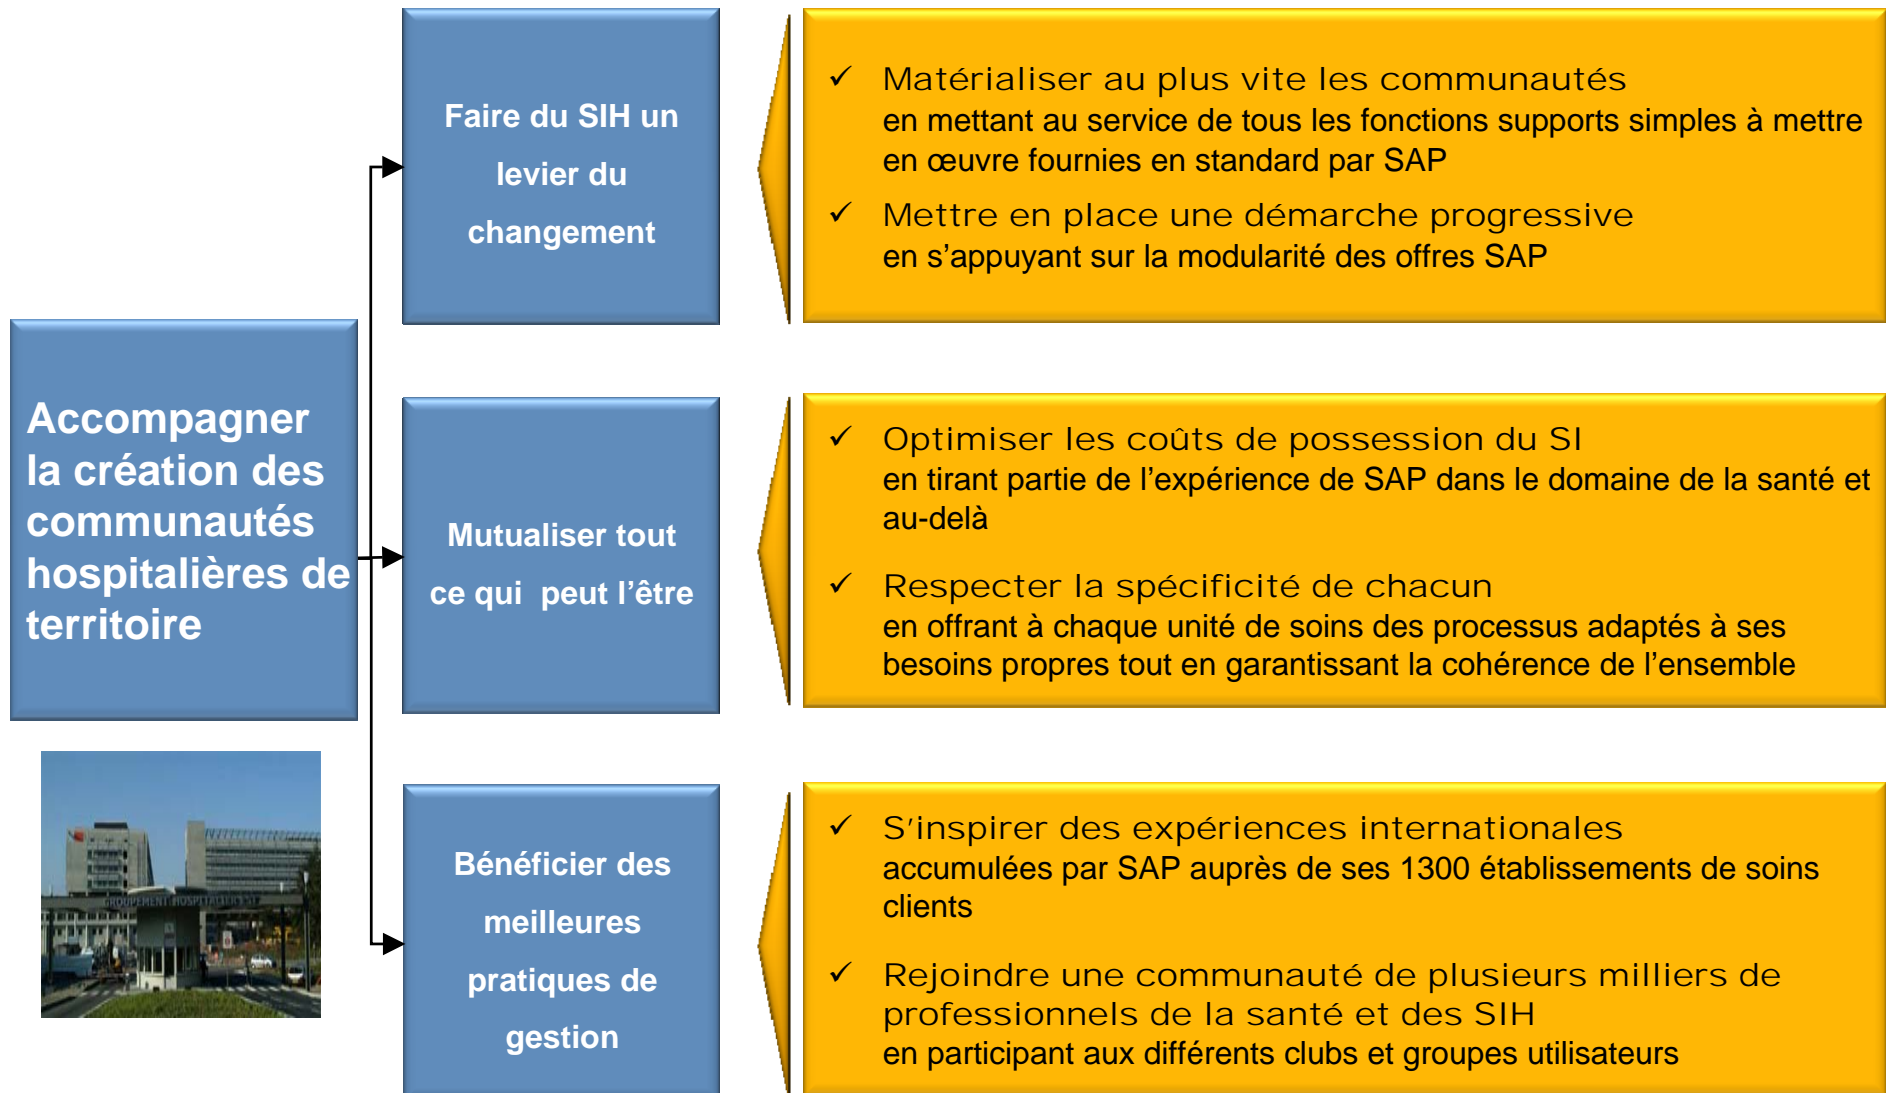 Accompagner
la création des
communautés
hospitalières de
territoire
Faire du SIH un
levier du
changement
✓ Matérialiser au plus vite les communautés
en mettant au service de tous les fonctions supports simples à mettre
en œuvre fournies en standard par SAP
✓ Mettre en place une démarche progressive
en s'appuyant sur la modularité des offres SAP
Mutualiser tout
ce qui peut l'être
✓ Optimiser les coûts de possession du SI
en tirant partie de l'expérience de SAP dans le domaine de la santé et
au-delà
✓ Respecter la spécificité de chacun
en offrant à chaque unité de soins des processus adaptés à ses
besoins propres tout en garantissant la cohérence de l'ensemble
Bénéficier des
meilleures
pratiques de
gestion
✓ S'inspirer des expériences internationales
accumulées par SAP auprès de ses 1300 établissements de soins
clients
✓ Rejoindre une communauté de plusieurs milliers de
professionnels de la santé et des SIH
en participant aux différents clubs et groupes utilisateurs
GROUPEMENT HOSPITALIER EST